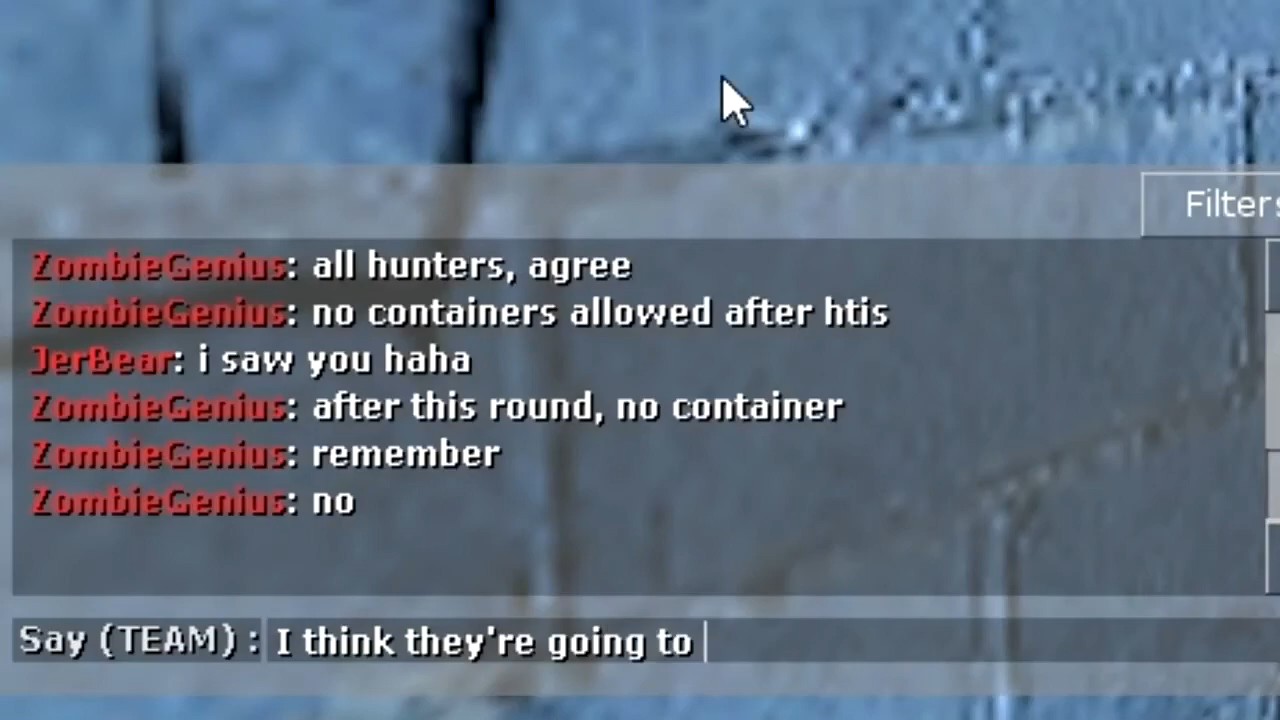 Filters
ZombieGenius: all hunters, agree
ZombieGenius: no containers allowed after htis
JerBear: i saw you haha
ZombieGenius: after this round, no container
ZombieGenius: remember
ZombieGenius: no
Say (TEAM) : I think they're going to